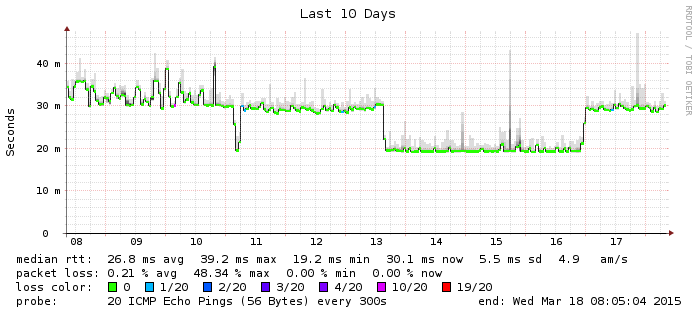 Last 10 Days
RRDTOOL / TOBI OETIKER
Seconds
40 m
30 m
20 m
10 m
0
08 09 10 11 12 13 14 15 16 17
median rtt: 26.8 ms avg 39.2 ms max 19.2 ms min 30.1 ms now 5.5 ms sd 4.9 am/s
packet loss: 0.21 % avg 48.34 % max 0.00 % min 0.00 % now
loss color: 0 1/20 2/20 3/20 4/20 10/20 19/20
probe: 20 ICMP Echo Pings (56 Bytes) every 300s end: Wed Mar 18 08:05:04 2015